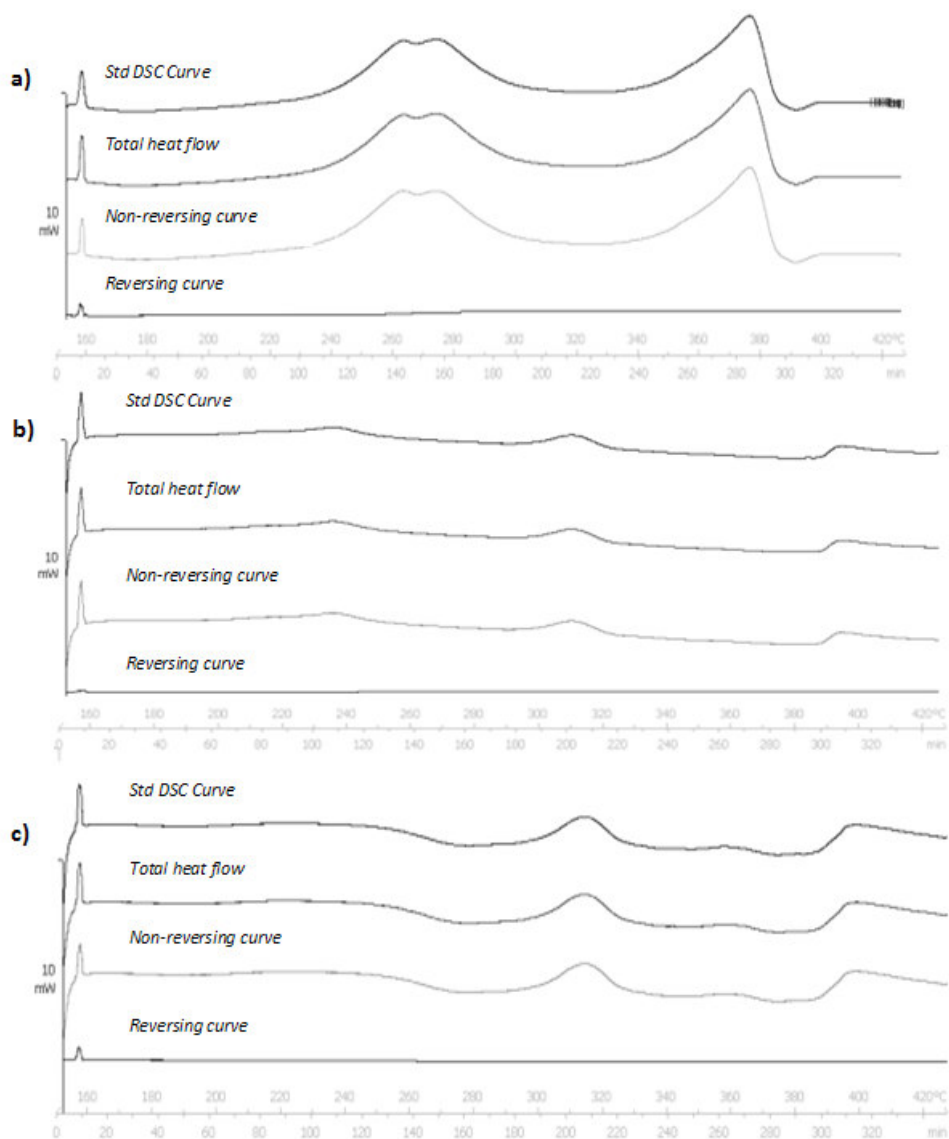 a)
Std DSC Curve
Total heat flow
Non-reversing curve
10
mW
Reversing curve
160 180 200 220 240 260 280 300 320 340 360 380 400 420ºC
0 20 40 60 80 100 120 140 160 180 200 220 240 260 280 300 320 min
b)
Std DSC Curve
Total heat flow
10
mW
Non-reversing curve
Reversing curve
160 180 200 220 240 260 280 300 320 340 360 380 400 420ºC
0 20 40 60 80 100 120 140 160 180 200 220 240 260 280 300 320 min
c)
Std DSC Curve
Total heat flow
Non-reversing curve
10
mW
Reversing curve
160 180 200 220 240 260 280 300 320 340 360 380 400 420ºC
0 20 40 60 80 100 120 140 160 180 200 220 240 260 280 300 320 min